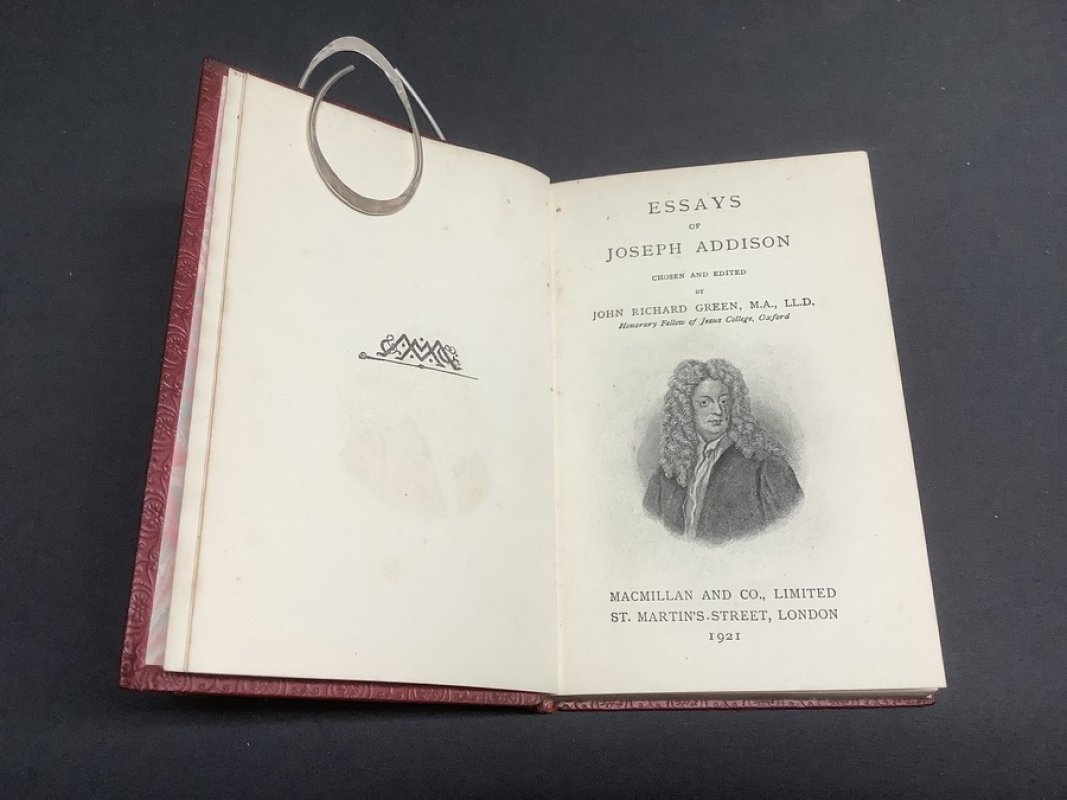 ESSAYS
OF
JOSEPH ADDISON
CHOSEN AND EDITED
BY
JOHN RICHARD GREEN, M.A., LL.D.
Honorary Fellow of Jesus College, Oxford
MACMILLAN AND CO., LIMITED
ST. MARTIN'S STREET, LONDON
1921